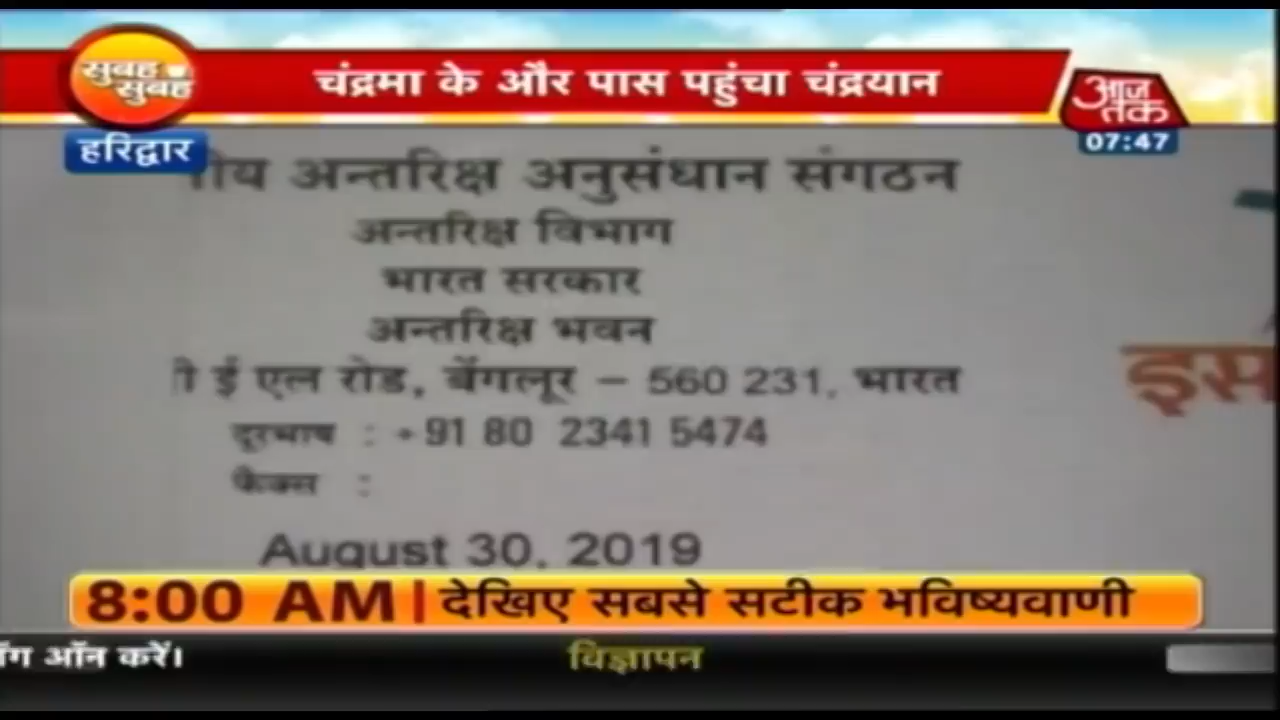 सुबह सुबह
चंद्रमा के और पास पहुंचा चंद्रयान
आज तक
07:47
हरिद्वार
ीय अन्तरिक्ष अनुसंधान संगठन
अन्तरिक्ष विभाग
भारत सरकार
अन्तरिक्ष भवन
ी ई एल रोड, बेंगलूर – 560 231, भारत
इस
दूरभाष : +91 80 2341 5474
फैक्स :
August 30, 2019
8:00 AM | देखिए सबसे सटीक भविष्यवाणी
ॉग ऑन करें।
विज्ञापन